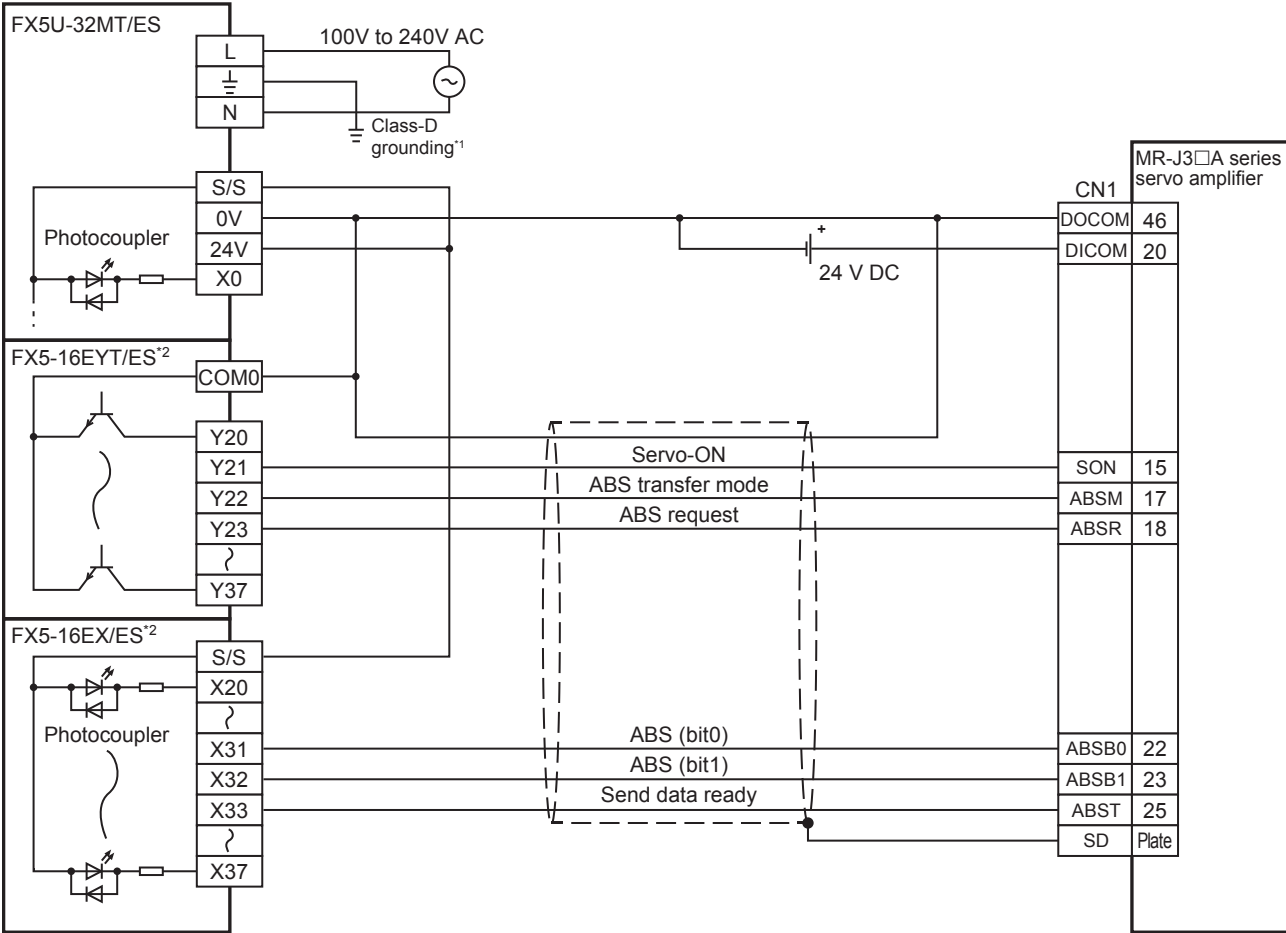 FX5U-32MT/ES
L
N
100V to 240V AC
Class-D
grounding*1
S/S
0V
24V
X0
Photocoupler
+
24 V DC
MR-J3□A series
servo amplifier
CN1
DOCOM 46
DICOM 20
FX5-16EYT/ES*2
COM0
Y20
Y21
Y22
Y23
Y37
Servo-ON
ABS transfer mode
ABS request
SON 15
ABSM 17
ABSR 18
FX5-16EX/ES*2
S/S
X20
X31
X32
X33
X37
Photocoupler
ABS (bit0)
ABS (bit1)
Send data ready
ABSB0 22
ABSB1 23
ABST 25
SD Plate